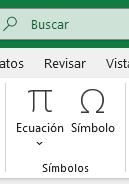 Buscar
atos Revisar Vista
π Ω
Ecuación Símbolo
Símbolos